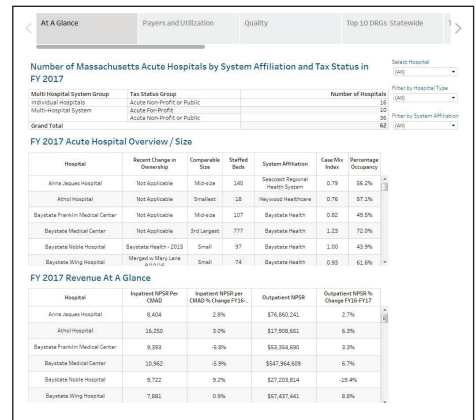 At A Glance Payers and Utilization Quality Top 10 DRGs Statewide
Number of Massachusetts Acute Hospitals by System Affiliation and Tax Status in
FY 2017
Select Hospital
(All)
Filter by Hospital Type
(All)
Filter by System Affiliation
(All)
Multi Hospital System Group Tax Status Group Number of Hospitals
Individual Hospitals Acute Non-Profit or Public 16
Multi-Hospital System Acute For-Profit 10
Acute Non-Profit or Public 36
Grand Total 62
FY 2017 Acute Hospital Overview / Size
Hospital Recent Change in Ownership Comparable Size Staffed Beds System Affiliation Case Mix Index Percentage Occupancy
Anna Jaques Hospital Not Applicable Mid-size 140 Seacoast Regional Health System 0.79 56.2%
Athol Hospital Not Applicable Smallest 18 Heywood Healthcare 0.76 57.1%
Baystate Franklin Medical Center Not Applicable Mid-size 107 Baystate Health 0.82 49.5%
Baystate Medical Center Not Applicable 3rd Largest 777 Baystate Health 1.23 72.0%
Baystate Noble Hospital Baystate Health - 2015 Small 97 Baystate Health 1.00 43.9%
Baystate Wing Hospital Merged w Mary Lane Small 74 Baystate Health 0.93 61.6%
FY 2017 Revenue At A Glance
Hospital Inpatient NPSR Per CMAD Inpatient NPSR per CMAD % Change FY16-.. Outpatient NPSR Outpatient NPSR % Change FY16-FY17
Anna Jaques Hospital 8,404 2.8% $76,860,241 2.7%
Athol Hospital 16,250 3.0% $17,908,651 6.3%
Baystate Franklin Medical Center 9,393 -5.8% $53,354,690 3.3%
Baystate Medical Center 10,962 -5.9% $547,964,609 6.7%
Baystate Noble Hospital 9,722 9.2% $27,203,814 -19.4%
Baystate Wing Hospital 7,881 0.9% $57,437,441 8.8%